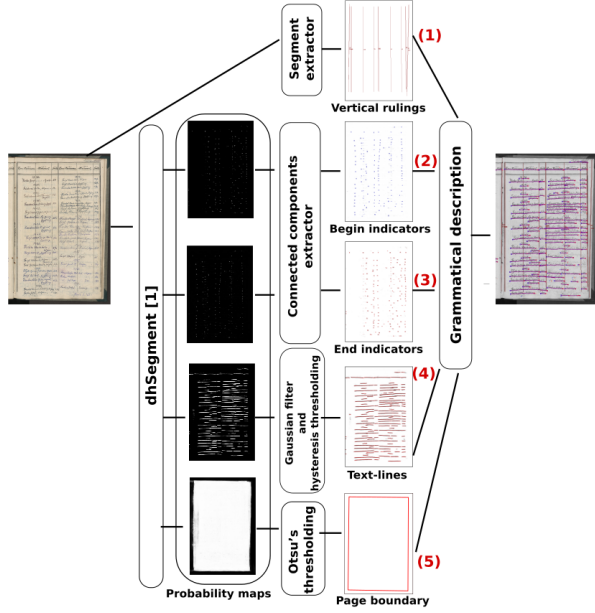 Segment
extractor
(1)
Vertical rulings
dhSegment [1]
Connected components
extractor
(2)
Begin indicators
(3)
End indicators
Grammatical description
Gaussian filter
and
hysteresis thresholding
(4)
Text-lines
Otsu's
thresholding
(5)
Probability maps
Page boundary